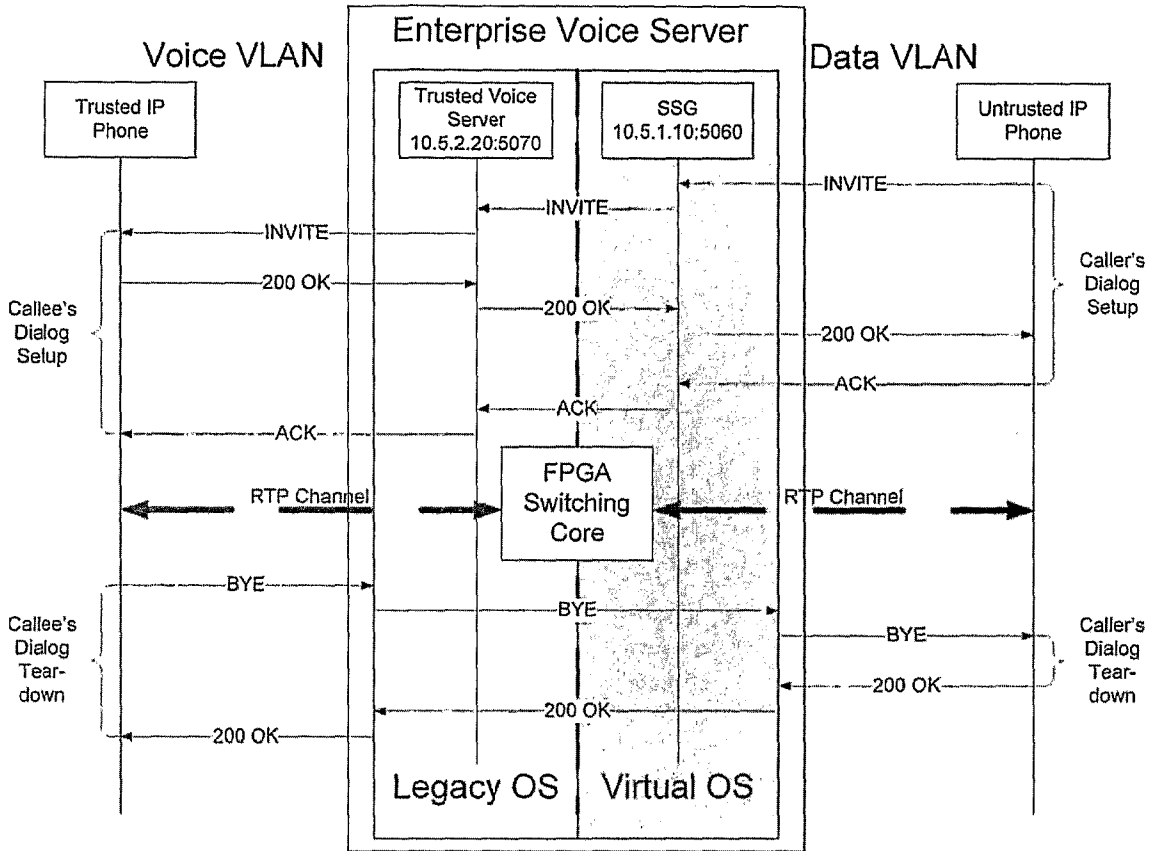 Enterprise Voice Server
Voice VLAN
Data VLAN
Trusted IP
Phone
Trusted Voice
Server
10.5.2.20:5070
SSG
10.5.1.10:5060
Untrusted IP
Phone
INVITE
INVITE
INVITE
200 OK
200 OK
200 OK
Callee's
Dialog
Setup
Caller's
Dialog
Setup
ACK
ACK
ACK
FPGA
Switching
Core
RTP Channel
RTP Channel
BYE
BYE
BYE
Callee's
Dialog
Tear-
down
Caller's
Dialog
Tear-
down
200 OK
200 OK
200 OK
Legacy OS
Virtual OS